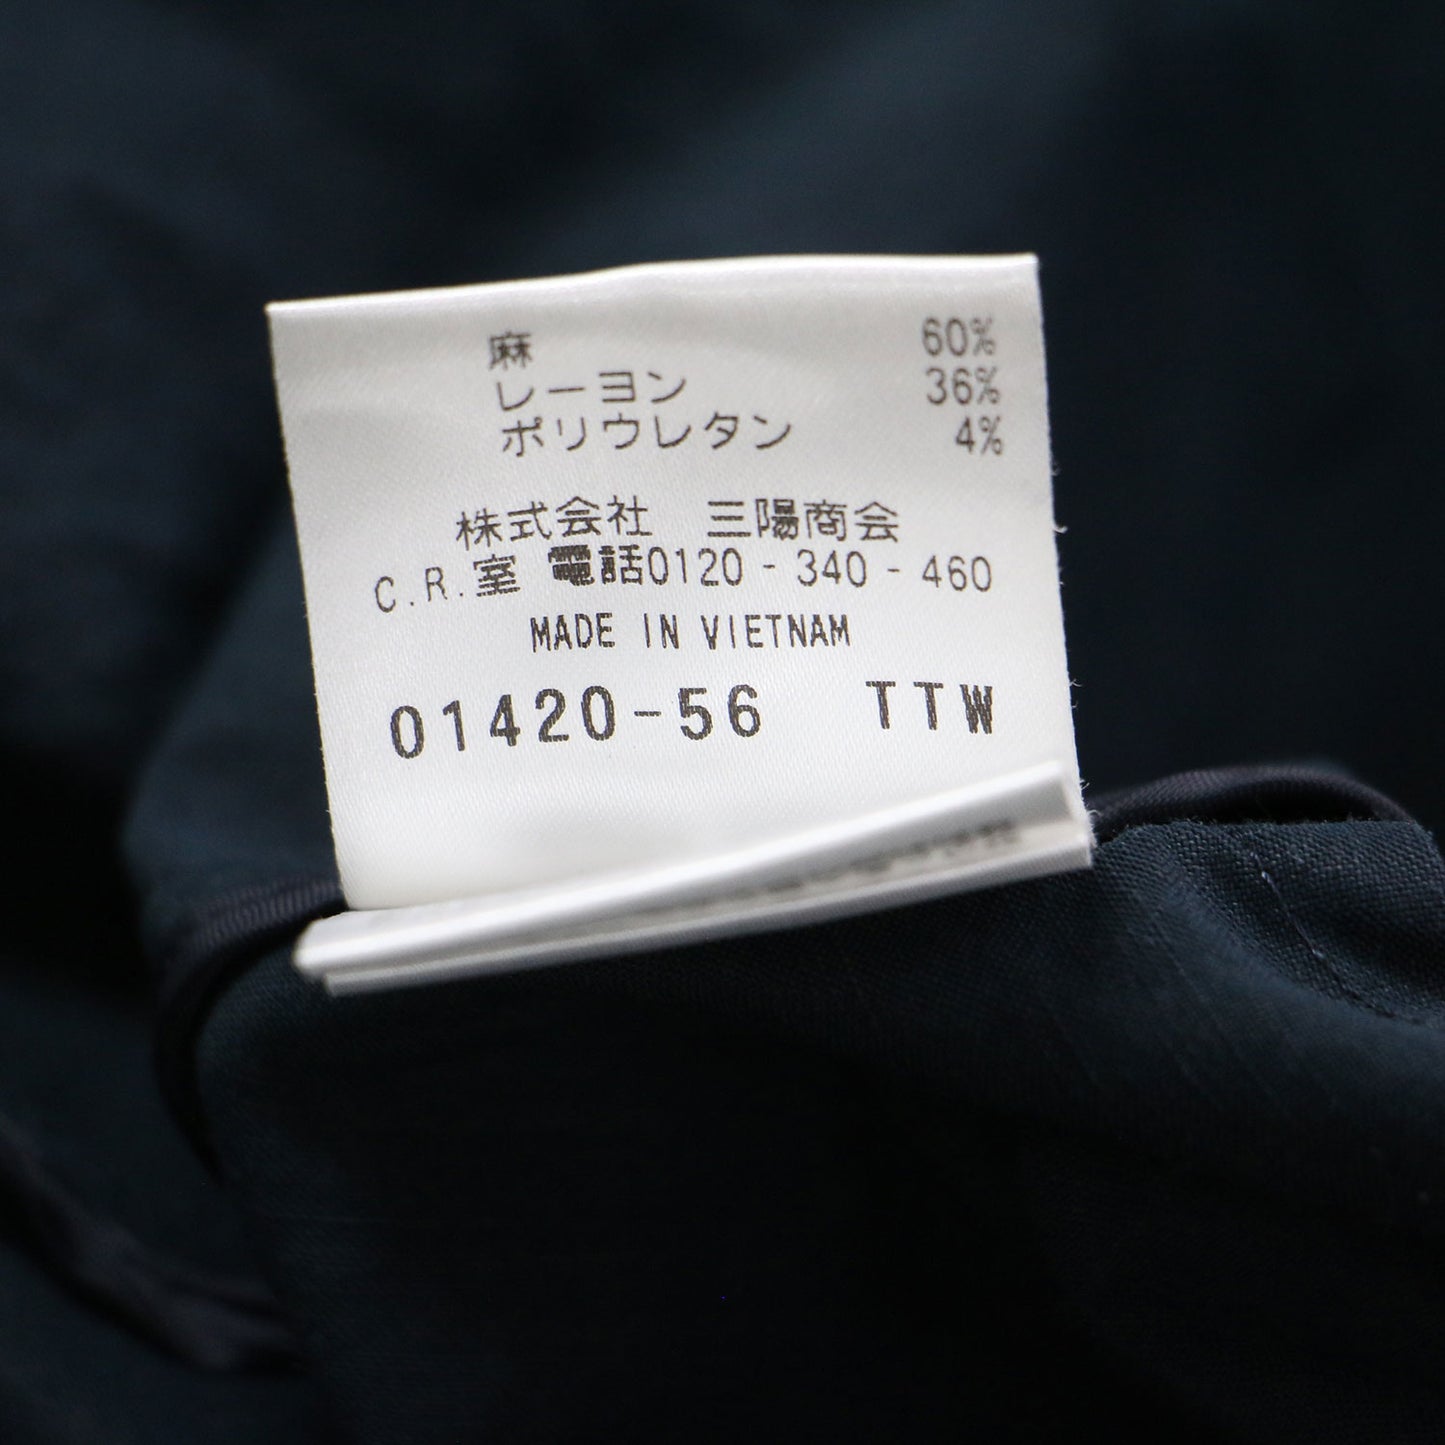 麻 60%
レーヨン 36%
ポリウレタン 4%
株式会社 三陽商会
C.R.室 電話0120-340-460
MADE IN VIETNAM
01420-56 TTW